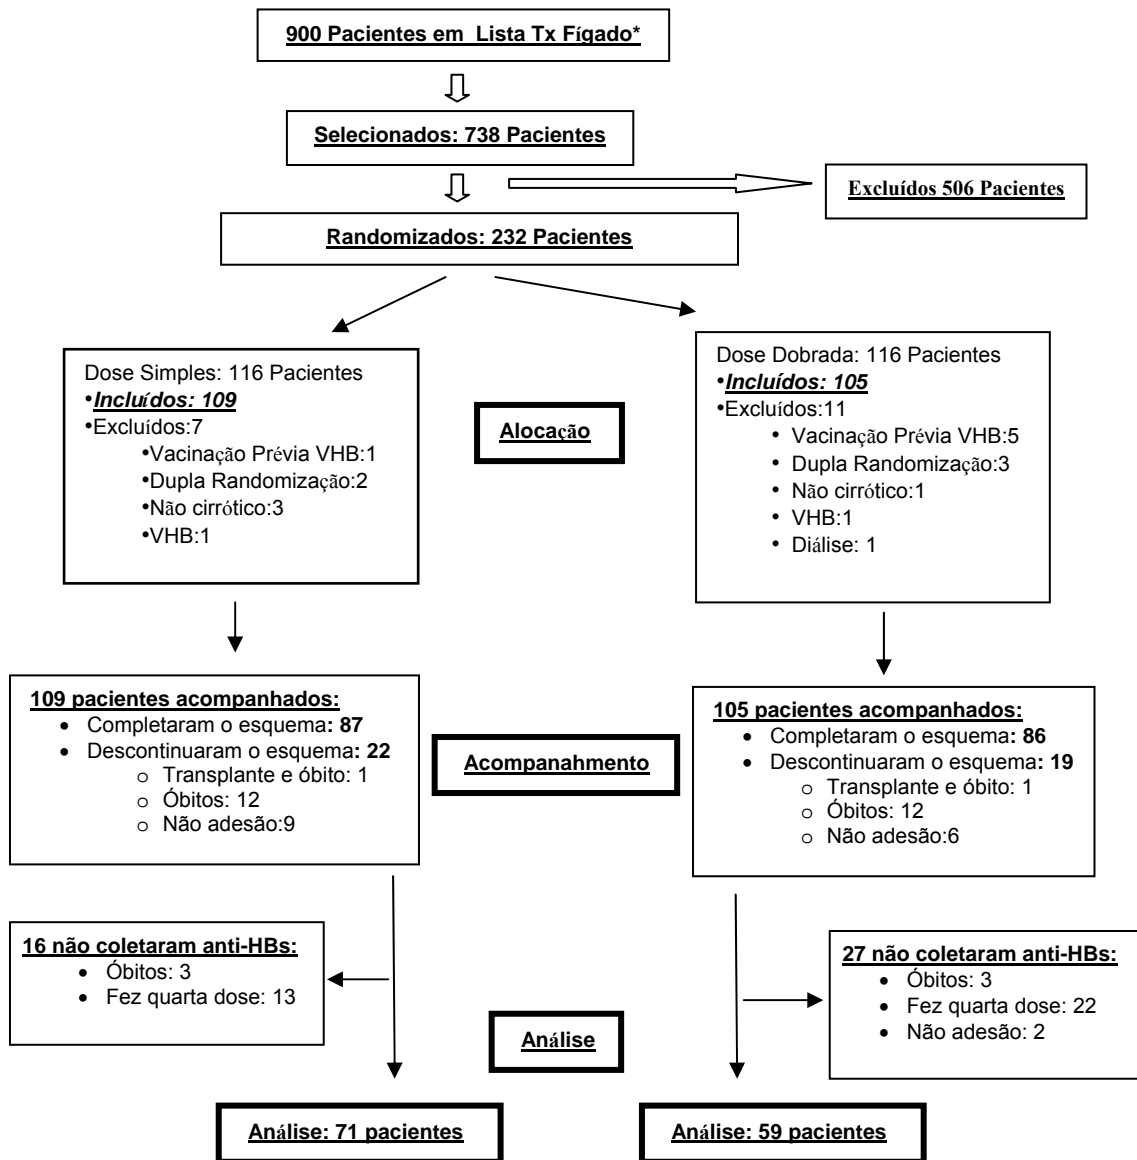 900 Pacientes em  Lista Tx Fígado*
Selecionados: 738 Pacientes
Excluídos 506 Pacientes
Randomizados: 232 Pacientes
Dose Simples: 116 Pacientes
•Incluídos: 109
•Excluídos:7
•Vacinação Prévia VHB:1
•Dupla Randomização:2
•Não cirrótico:3
•VHB:1
Alocação
Dose Dobrada: 116 Pacientes
•Incluídos: 105
•Excluídos:11
• Vacinação Prévia VHB:5
• Dupla Randomização:3
• Não cirrótico:1
• VHB:1
• Diálise: 1
109 pacientes acompanhados:
• Completaram o esquema: 87
• Descontinuaram o esquema: 22
o Transplante e óbito: 1
o Óbitos: 12
o Não adesão:9
Acompanahmento
105 pacientes acompanhados:
• Completaram o esquema: 86
• Descontinuaram o esquema: 19
o Transplante e óbito: 1
o Óbitos: 12
o Não adesão:6
16 não coletaram anti-HBs:
• Óbitos: 3
• Fez quarta dose: 13
27 não coletaram anti-HBs:
• Óbitos: 3
• Fez quarta dose: 22
• Não adesão: 2
Análise
Análise: 71 pacientes
Análise: 59 pacientes